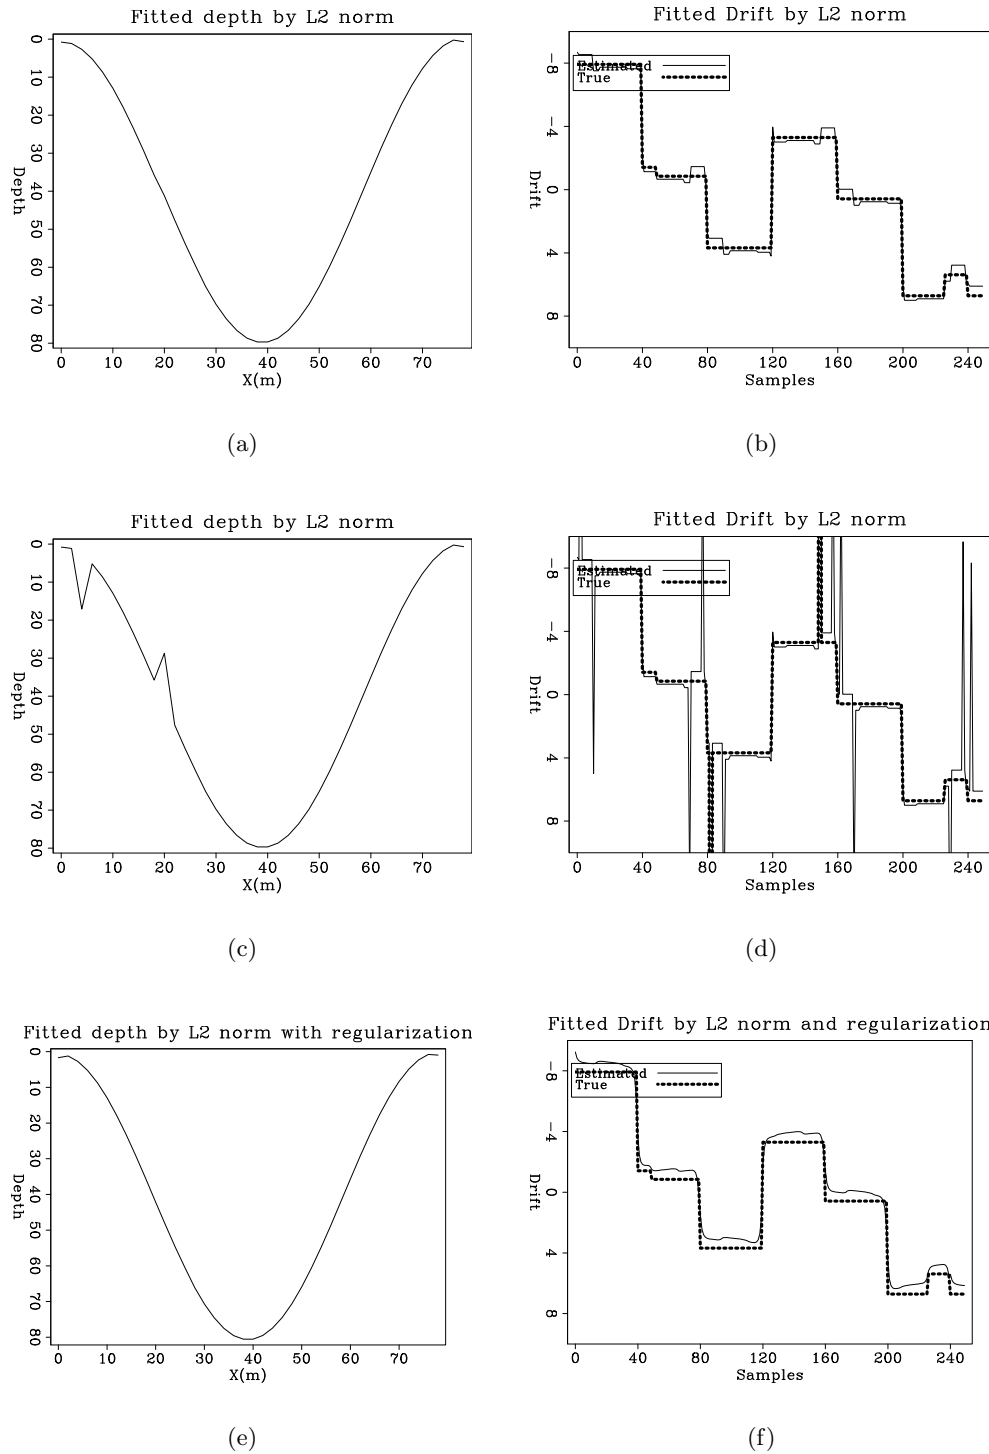 Fitted depth by L2 norm
Fitted Drift by L2 norm
0
10
20
30
40
50
60
70
80
Depth
0 10 20 30 40 50 60 70
X(m)
-8
-4
0
4
8
Drift
Estimated
True
0 40 80 120 160 200 240
Samples
(a)
(b)
Fitted depth by L2 norm
Fitted Drift by L2 norm
0
10
20
30
40
50
60
70
80
Depth
0 10 20 30 40 50 60 70
X(m)
-8
-4
0
4
8
Drift
Estimated
True
0 40 80 120 160 200 240
Samples
(c)
(d)
Fitted depth by L2 norm with regularization
Fitted Drift by L2 norm and regularization
0
10
20
30
40
50
60
70
80
Depth
0 10 20 30 40 50 60 70
X(m)
-8
-4
0
4
8
Drift
Estimated
True
0 40 80 120 160 200 240
Samples
(e)
(f)